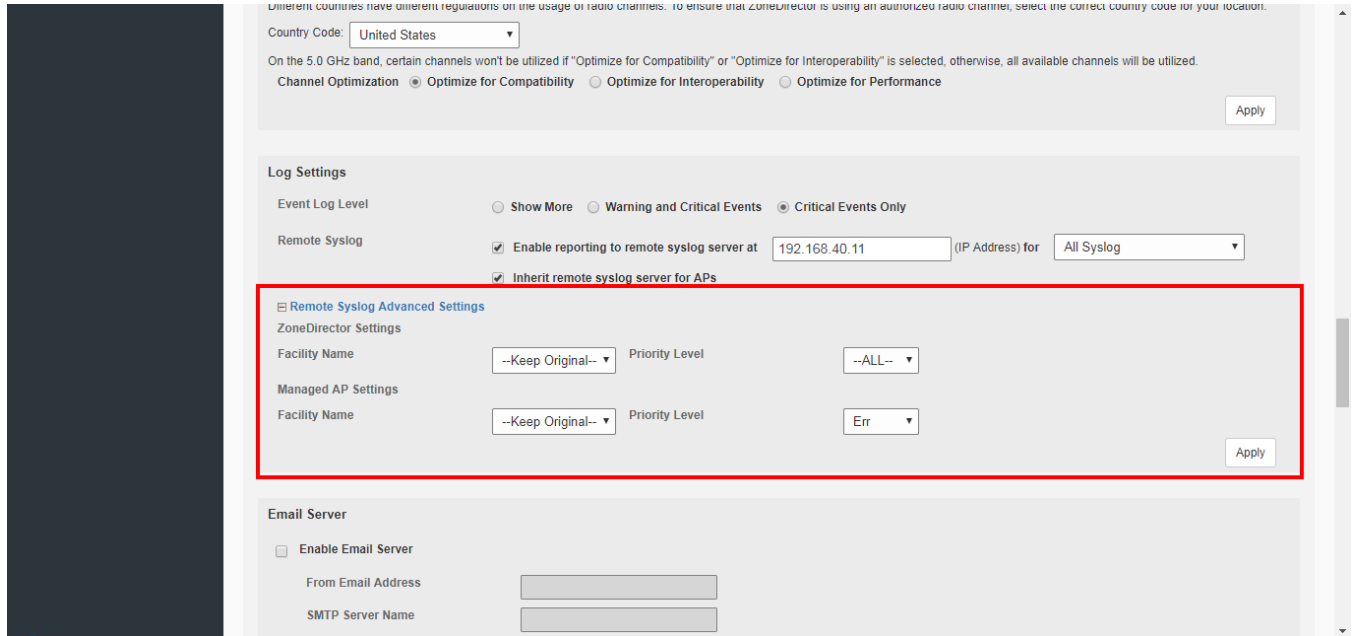 Different countries have different regulations on the usage of radio channels. To ensure that ZoneDirector is using an authorized radio channel, select the correct country code for your location.
Country Code: United States
On the 5.0 GHz band, certain channels won't be utilized if "Optimize for Compatibility" or "Optimize for Interoperability" is selected, otherwise, all available channels will be utilized.
Channel Optimization Optimize for Compatibility Optimize for Interoperability Optimize for Performance
Apply
Log Settings
Event Log Level Show More Warning and Critical Events Critical Events Only
Remote Syslog Enable reporting to remote syslog server at 192.168.40.11 (IP Address) for All Syslog
Inherit remote syslog server for APs
Remote Syslog Advanced Settings
ZoneDirector Settings
Facility Name --Keep Original-- Priority Level --ALL--
Managed AP Settings
Facility Name --Keep Original-- Priority Level Err
Apply
Email Server
Enable Email Server
From Email Address
SMTP Server Name